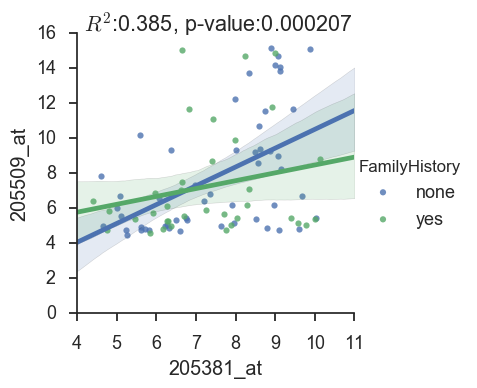 R²:0.385, p-value:0.000207
16
14
12
10
8
6
4
2
0
205509_at
4 5 6 7 8 9 10 11
205381_at
FamilyHistory
none
yes